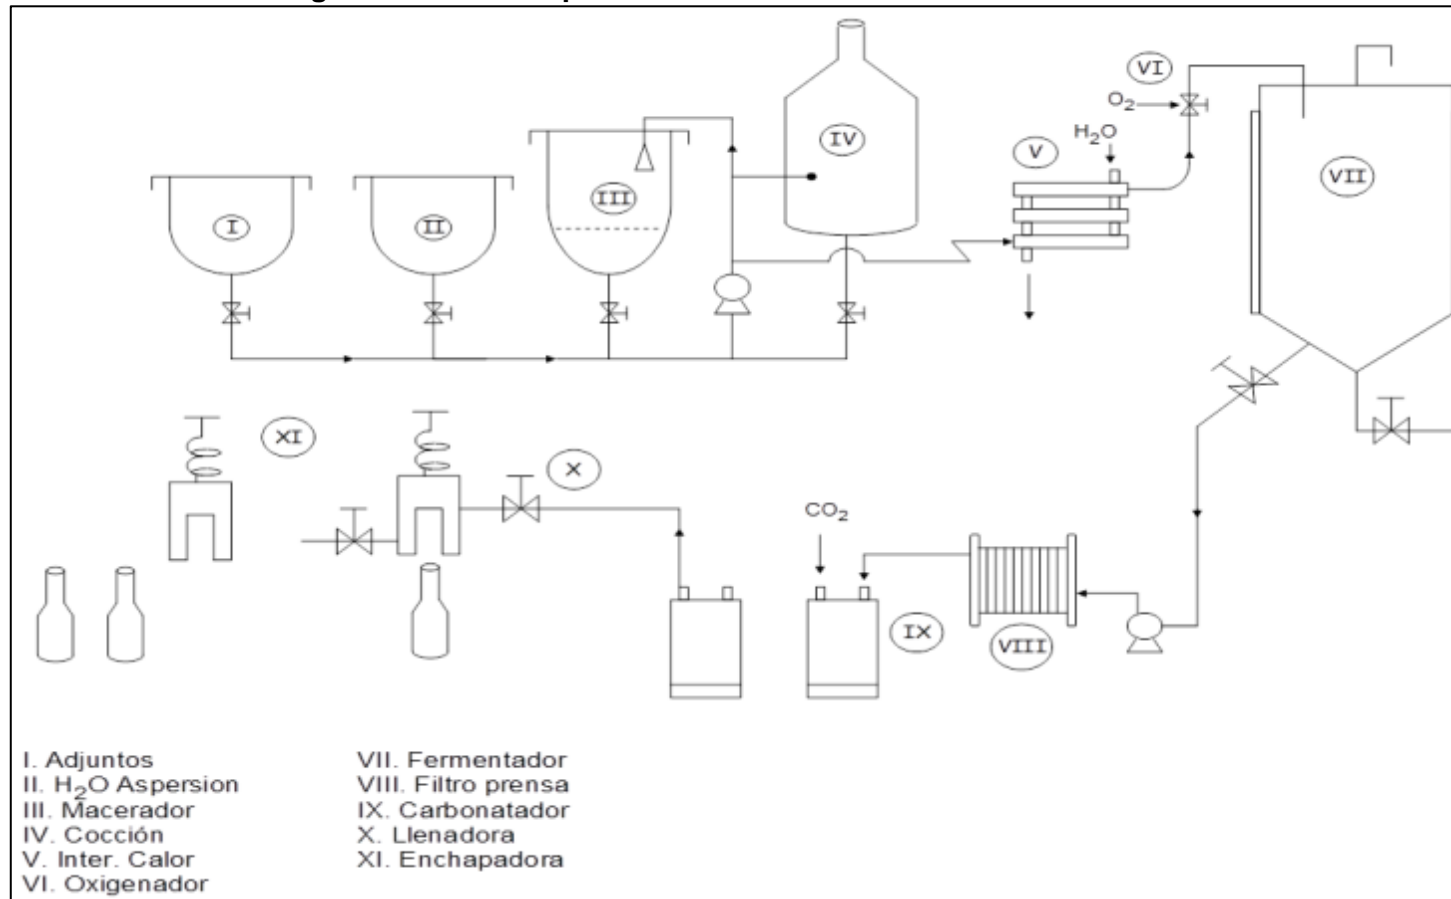 I
II
III
IV
V
VI
VII
O₂
H₂O
XI
X
CO₂
IX
VIII
I. Adjuntos
II. H₂O Aspersion
III. Macerador
IV. Cocción
V. Inter. Calor
VI. Oxigenador
VII. Fermentador
VIII. Filtro prensa
IX. Carbonatador
X. Llenadora
XI. Enchapadora